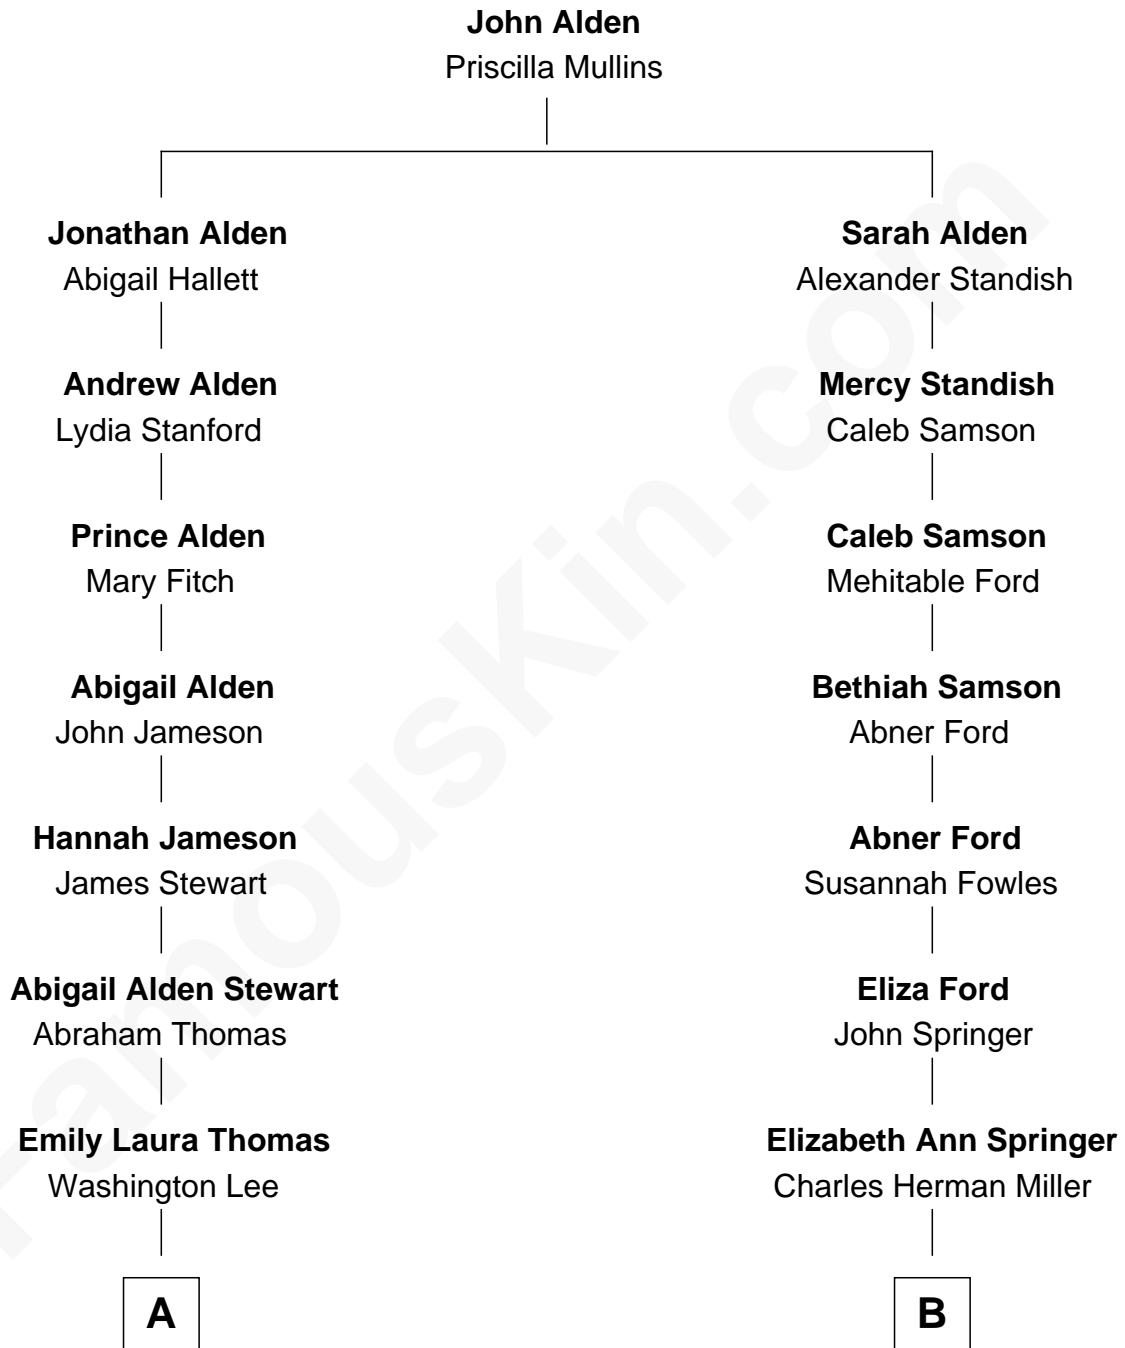 John Alden
Priscilla Mullins
Jonathan Alden
Abigail Hallett
Sarah Alden
Alexander Standish
Andrew Alden
Lydia Stanford
Mercy Standish
Caleb Samson
Prince Alden
Mary Fitch
Caleb Samson
Mehitable Ford
Abigail Alden
John Jameson
Bethiah Samson
Abner Ford
Hannah Jameson
James Stewart
Abner Ford
Susannah Fowles
Abigail Alden Stewart
Abraham Thomas
Eliza Ford
John Springer
Emily Laura Thomas
Washington Lee
Elizabeth Ann Springer
Charles Herman Miller
A
B
FamousKin.com